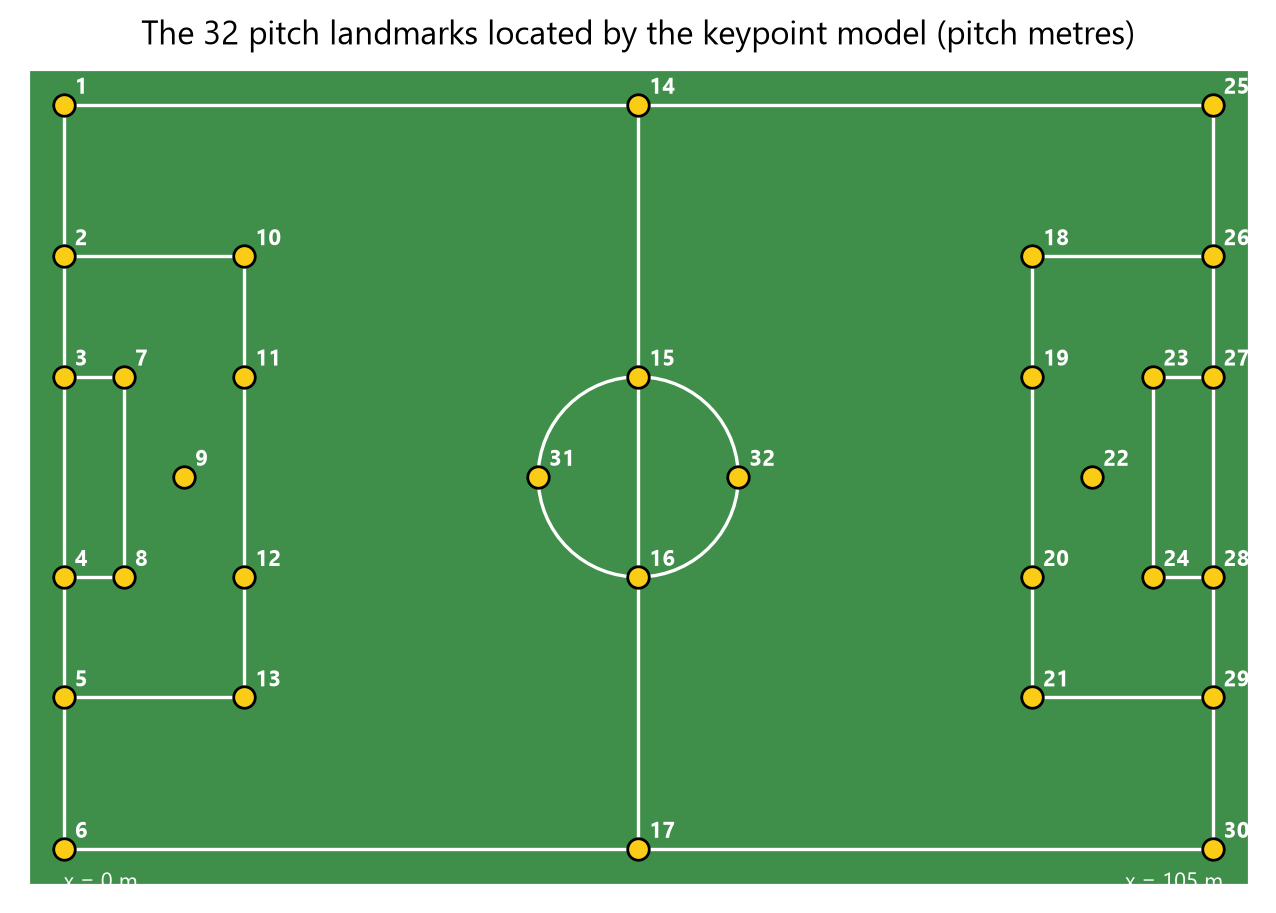 The 32 pitch landmarks located by the keypoint model (pitch metres)
1 14 25
2 10 18 26
3 7 11 15 19 23 27
9 31 32 22
4 8 12 16 20 24 28
5 13 21 29
6 17 30
x = 0 m x = 105 m